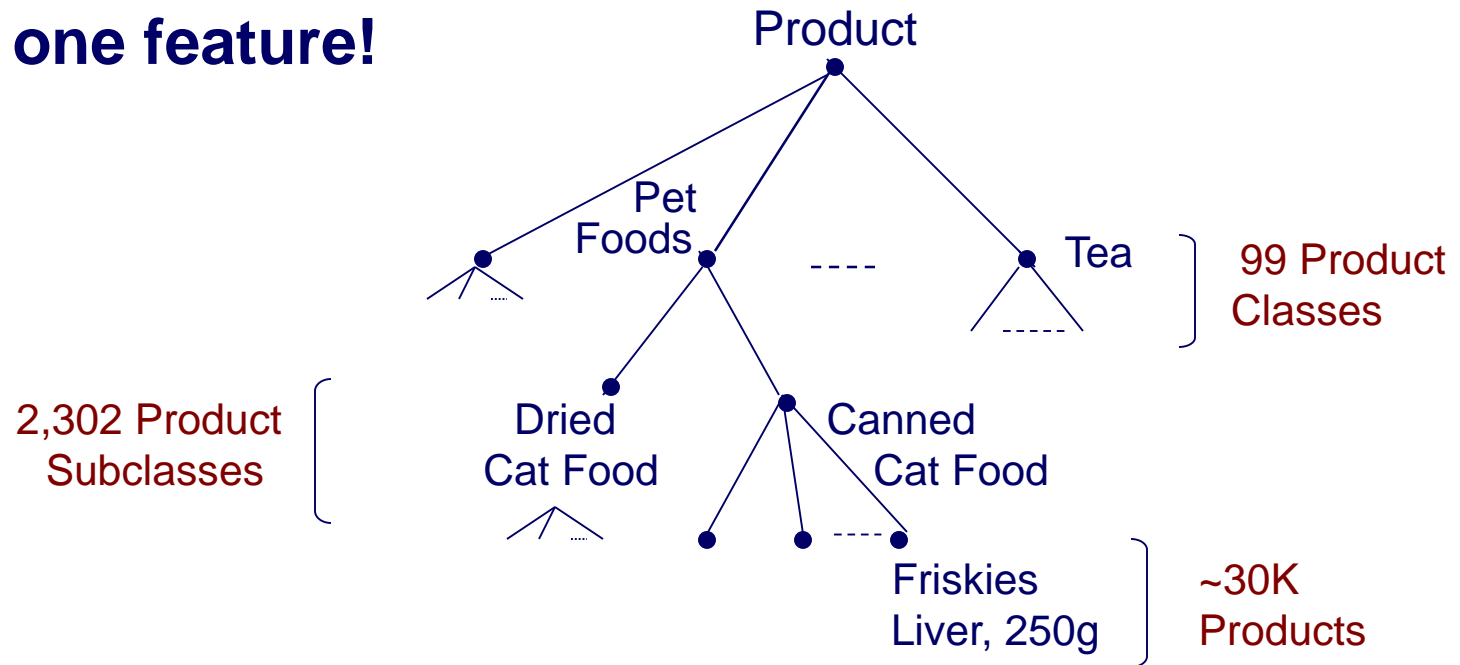 one feature!
Product
Pet
Foods
Tea
99 Product
Classes
2,302 Product
Subclasses
Dried
Cat Food
Canned
Cat Food
Friskies
Liver, 250g
~30K
Products